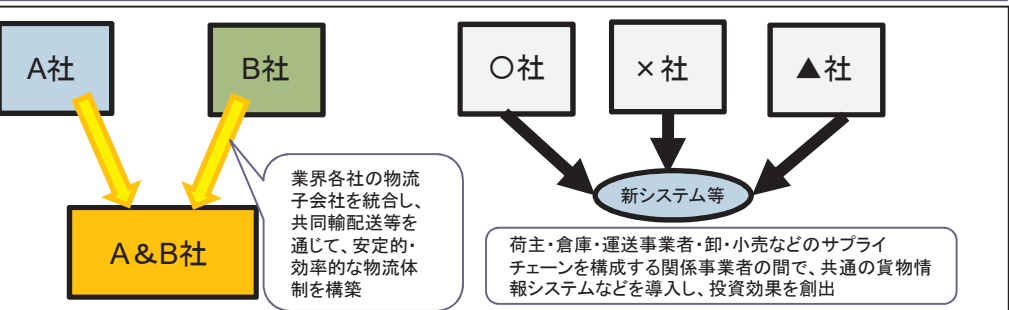 A社
B社
〇社
×社
▲社
業界各社の物流
子会社を統合し、
共同輸配送等を
通じて、安定的・
効率的な物流体
制を構築
新システム等
A&B社
荷主・倉庫・運送事業者・卸・小売などのサプライ
チェーンを構成する関係事業者の間で、共通の貨物情
報システムなどを導入し、投資効果を創出